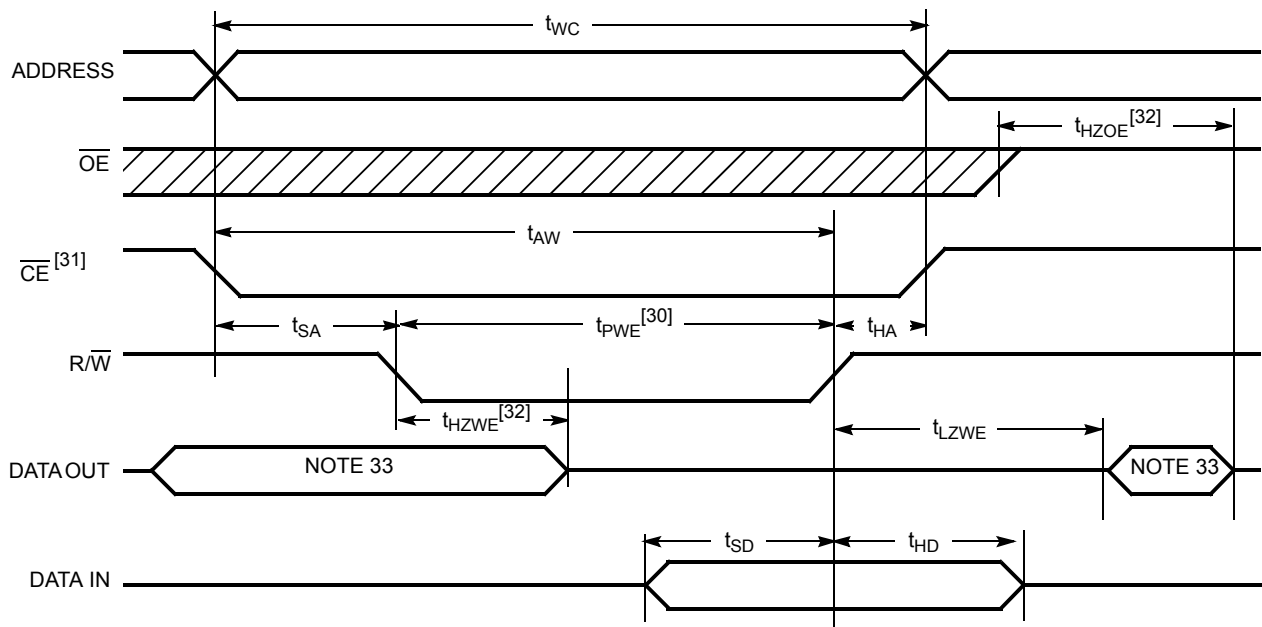 tWC
ADDRESS
tHZOE[32]
OE
tAW
CE[31]
tSA
tPWE[30]
tHA
R/W
tHZWE[32]
tLZWE
DATA OUT
NOTE 33
NOTE 33
tSD
tHD
DATA IN